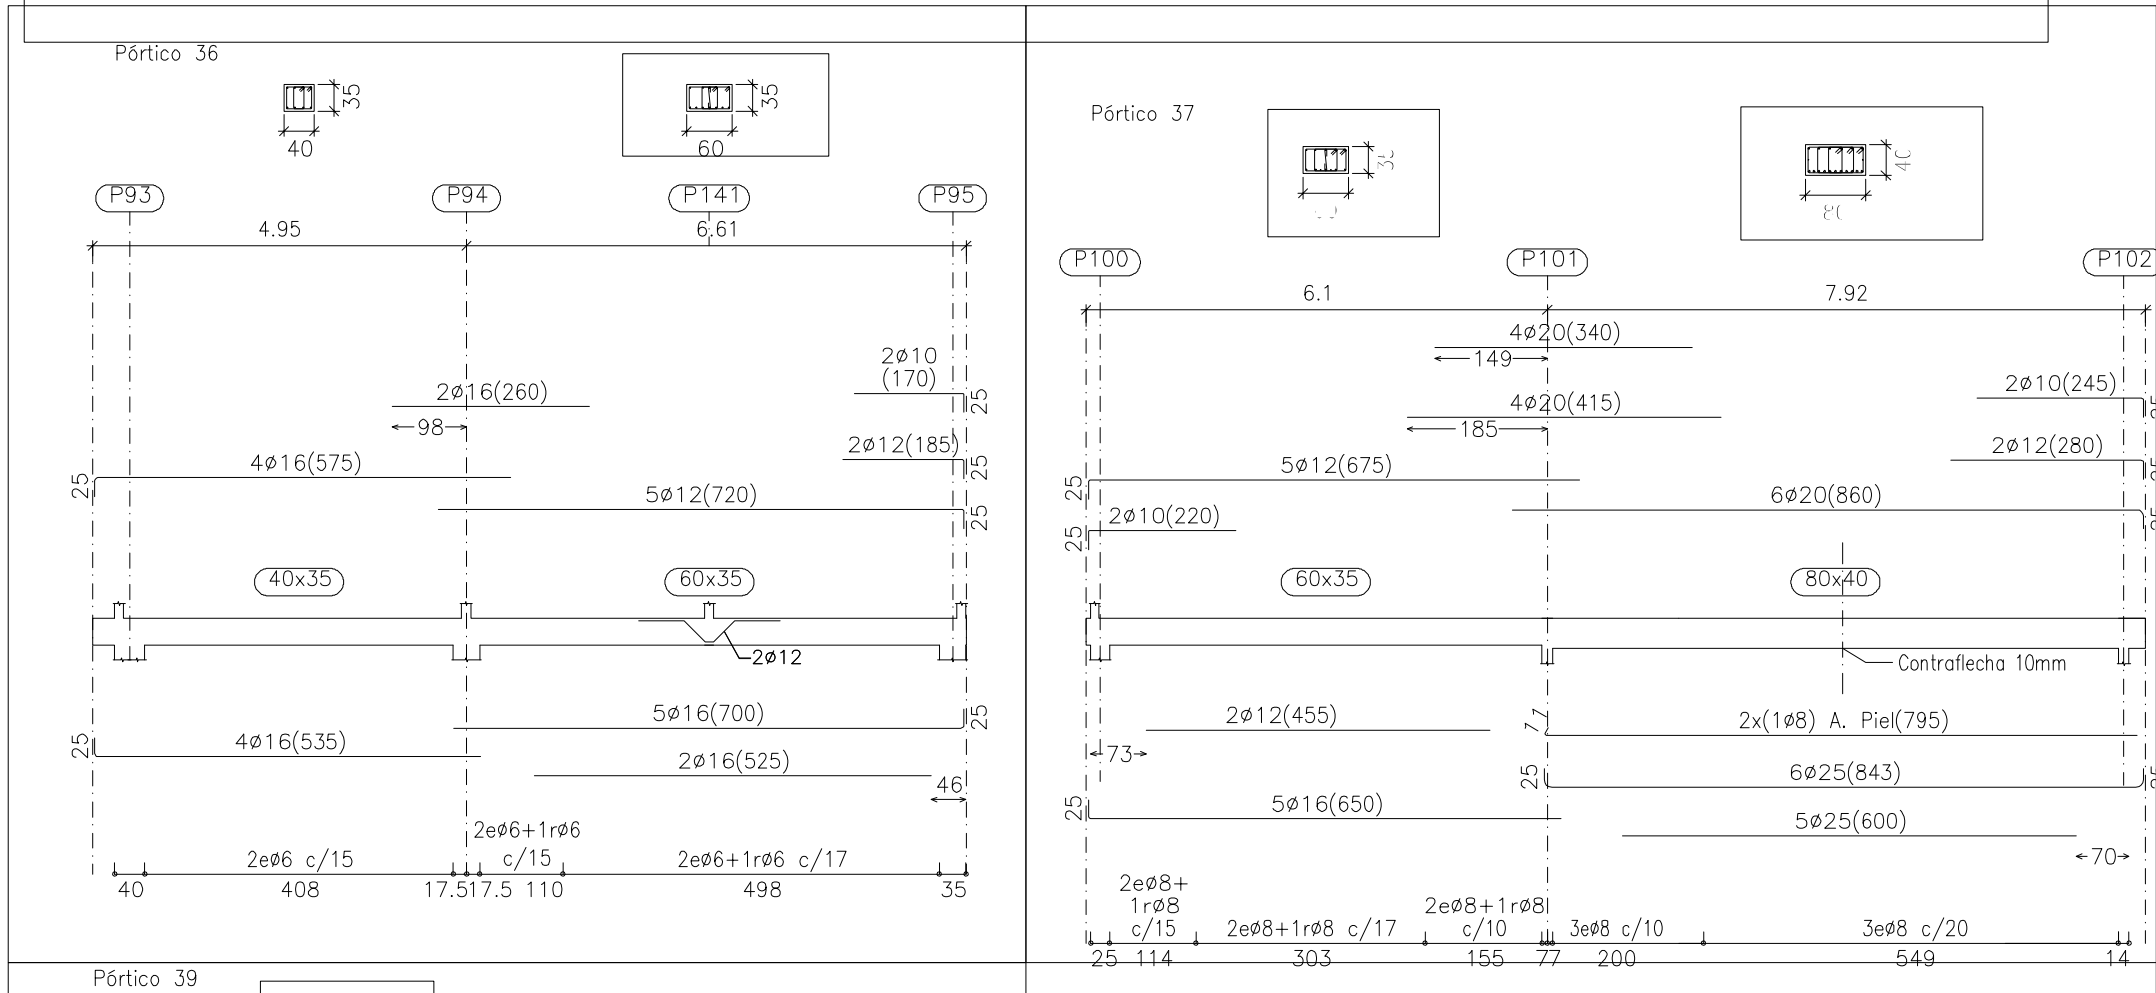 Pórtico 36
35
40
35
60
P93
P94
P141
P95
4.95
6.61
2ø10
(170)
25
2ø16(260)
98
2ø12(185)
25
4ø16(575)
25
5ø12(720)
25
40x35
60x35
2ø12
5ø16(700)
25
4ø16(535)
25
2ø16(525)
46
2eø6+1rø6
2eø6 c/15
c/15
2eø6+1rø6 c/17
40
408
17.5
17.5
110
498
35
Pórtico 37
40
P100
P101
P102
6.1
7.92
4ø20(340)
149
2ø10(245)
4ø20(415)
185
2ø12(280)
5ø12(675)
25
6ø20(860)
2ø10(220)
25
60x35
80x40
Contraflecha 10mm
2ø12(455)
73
2x(1ø8) A. Piel(795)
25
6ø25(843)
5ø16(650)
25
5ø25(600)
70
2eø8+
1rø8
c/15
2eø8+1rø8 c/17
2eø8+1rø8
c/10
3eø8 c/10
3eø8 c/20
25
114
303
155
77
200
549
14
Pórtico 39